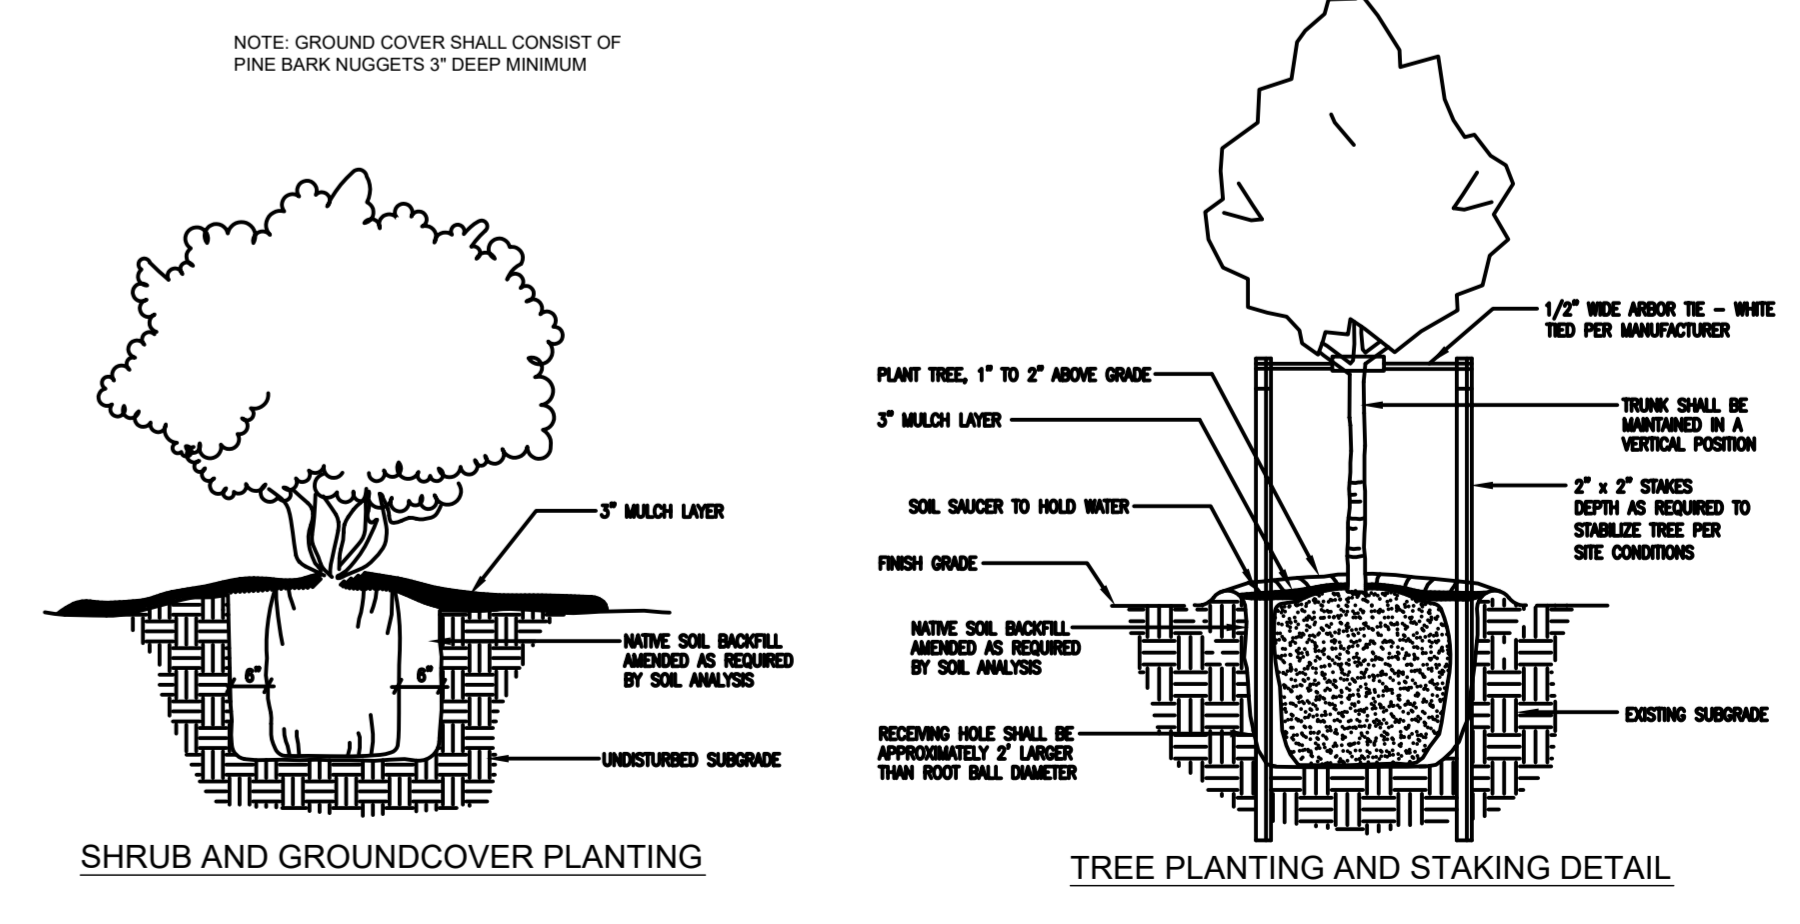 NOTE: GROUND COVER SHALL CONSIST OF
PINE BARK NUGGETS 3" DEEP MINIMUM
3" MULCH LAYER
NATIVE SOIL BACKFILL
AMENDED AS REQUIRED
BY SOIL ANALYSIS
6"
6"
UNDISTURBED SUBGRADE
SHRUB AND GROUNDCOVER PLANTING
1/2" WIDE ARBOR TIE - WHITE
TIED PER MANUFACTURER
PLANT TREE, 1" TO 2" ABOVE GRADE
3" MULCH LAYER
TRUNK SHALL BE
MAINTAINED IN A
VERTICAL POSITION
SOIL SAUCER TO HOLD WATER
2" x 2" STAKES
DEPTH AS REQUIRED TO
STABILIZE TREE PER
SITE CONDITIONS
FINISH GRADE
NATIVE SOIL BACKFILL
AMENDED AS REQUIRED
BY SOIL ANALYSIS
RECEIVING HOLE SHALL BE
APPROXIMATELY 2' LARGER
THAN ROOT BALL DIAMETER
EXISTING SUBGRADE
TREE PLANTING AND STAKING DETAIL